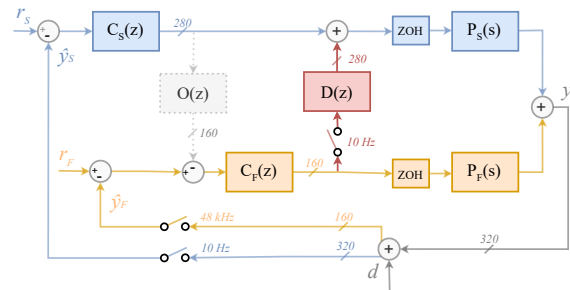 r_S
C_S(z)
280
ZOH
P_S(s)
ŷ_S
280
O(z)
D(z)
y
160
10 Hz
r_F
C_F(z)
160
ZOH
P_F(s)
ŷ_F
48 kHz
160
10 Hz
320
320
d